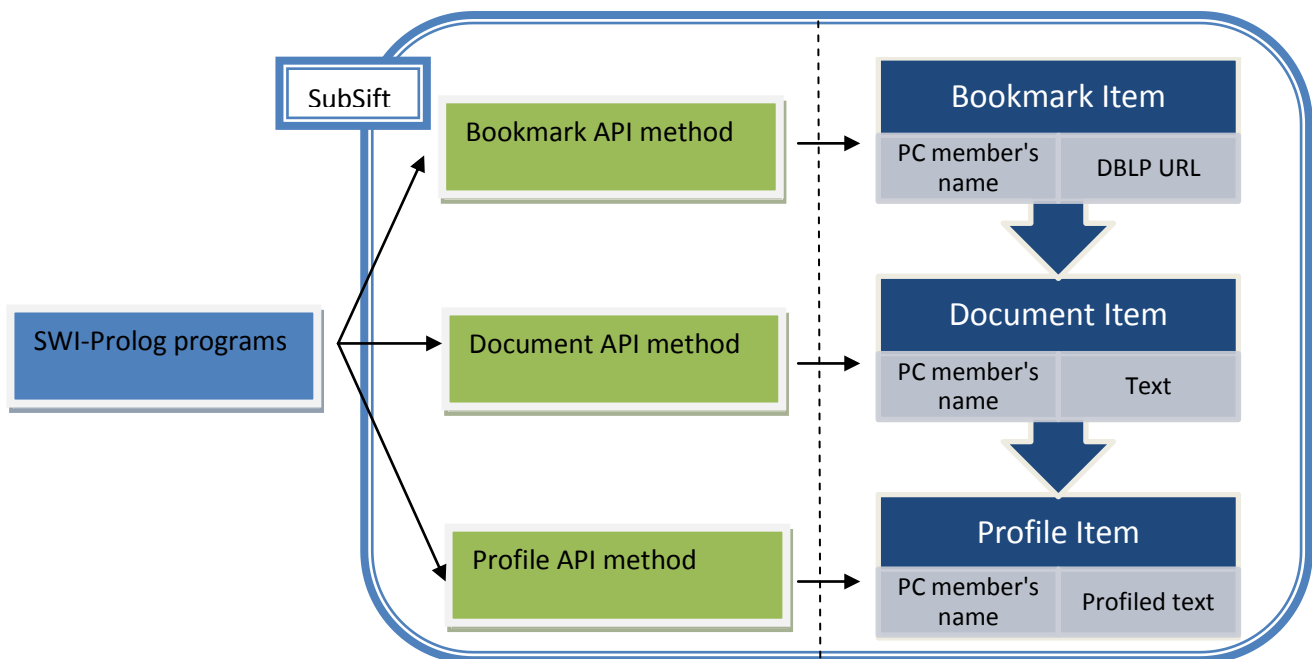 SubSift
SWI-Prolog programs
Bookmark API method
Document API method
Profile API method
Bookmark Item
PC member's
name
DBLP URL
Document Item
PC member's
name
Text
Profile Item
PC member's
name
Profiled text